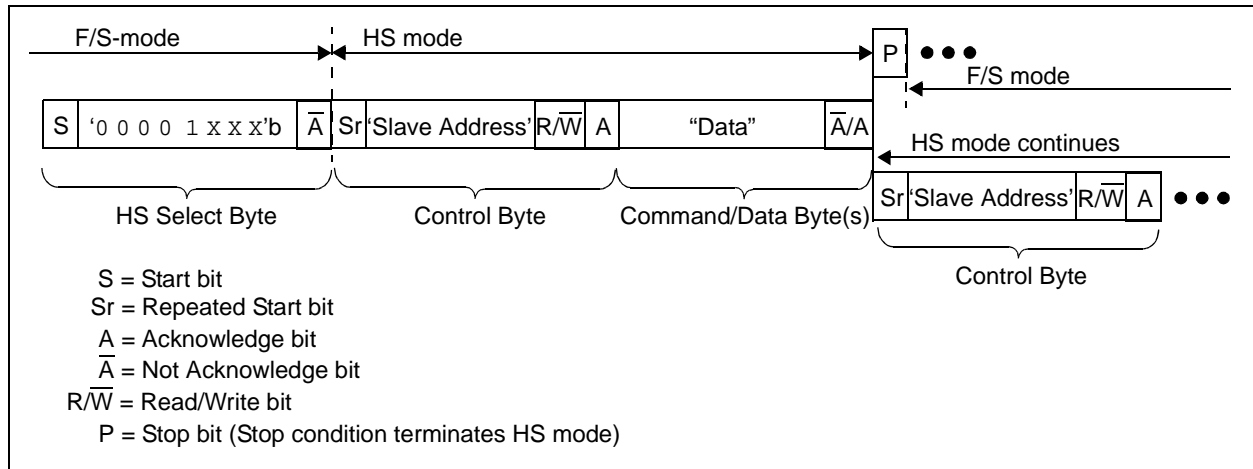 F/S-mode HS mode
P
F/S mode
S '0 0 0 0 1 X X X'b A̅ Sr 'Slave Address' R/W̅ A "Data" A̅/A
HS mode continues
HS Select Byte Control Byte Command/Data Byte(s)
Sr 'Slave Address' R/W̅ A
Control Byte
S = Start bit
Sr = Repeated Start bit
A = Acknowledge bit
A̅ = Not Acknowledge bit
R/W̅ = Read/Write bit
P = Stop bit (Stop condition terminates HS mode)